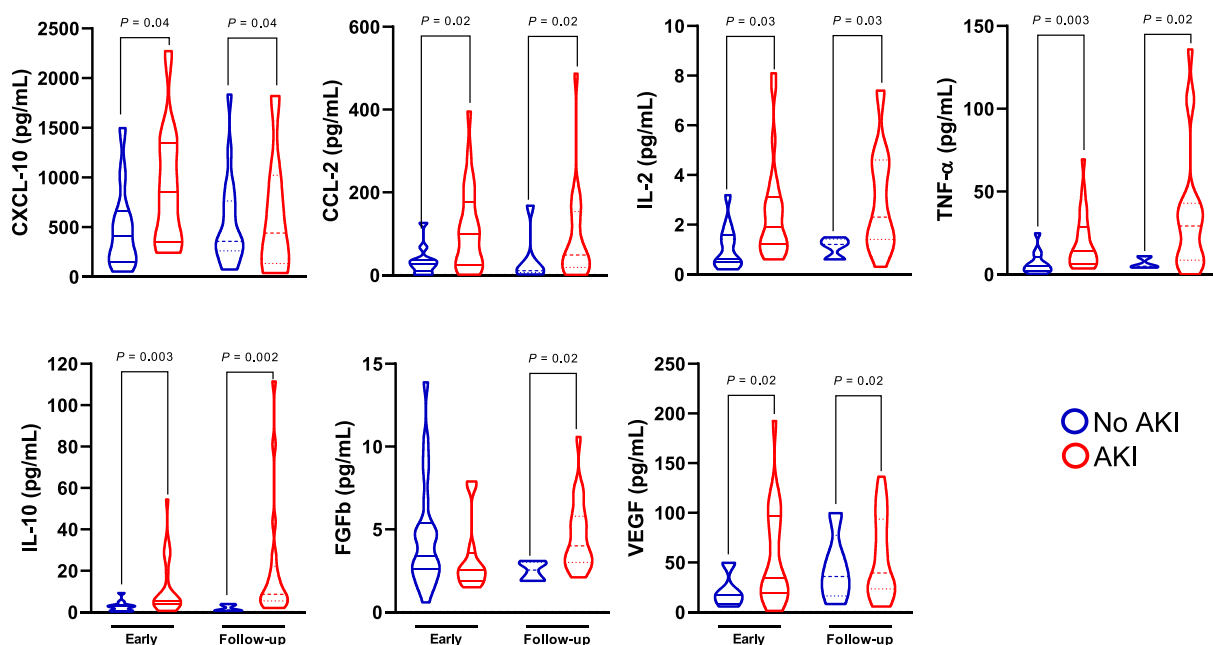 P = 0.04
P = 0.04
CXCL-10 (pg/mL)
2500
2000
1500
1000
500
0
P = 0.02
P = 0.02
CCL-2 (pg/mL)
600
400
200
0
P = 0.03
P = 0.03
IL-2 (pg/mL)
10
8
6
4
2
0
P = 0.003
P = 0.02
TNF-α (pg/mL)
150
100
50
0
P = 0.003
P = 0.002
IL-10 (pg/mL)
120
100
80
60
40
20
0
Early
Follow-up
P = 0.02
FGFb (pg/mL)
15
10
5
0
Early
Follow-up
P = 0.02
P = 0.02
VEGF (pg/mL)
250
200
150
100
50
0
Early
Follow-up
No AKI
AKI